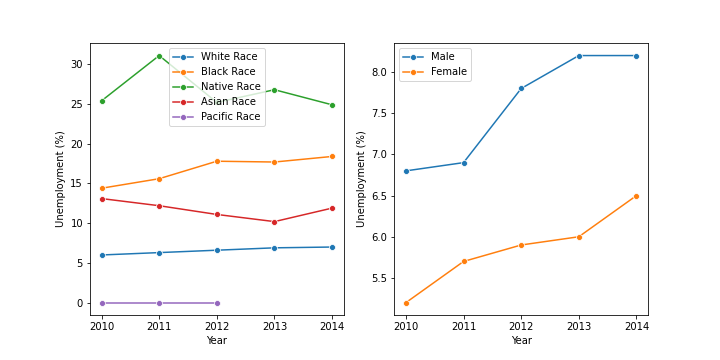 Unemployment (%)
30
25
20
15
10
5
0
2010 2011 2012 2013 2014
Year
White Race
Black Race
Native Race
Asian Race
Pacific Race
Unemployment (%)
8.0
7.5
7.0
6.5
6.0
5.5
2010 2011 2012 2013 2014
Year
Male
Female